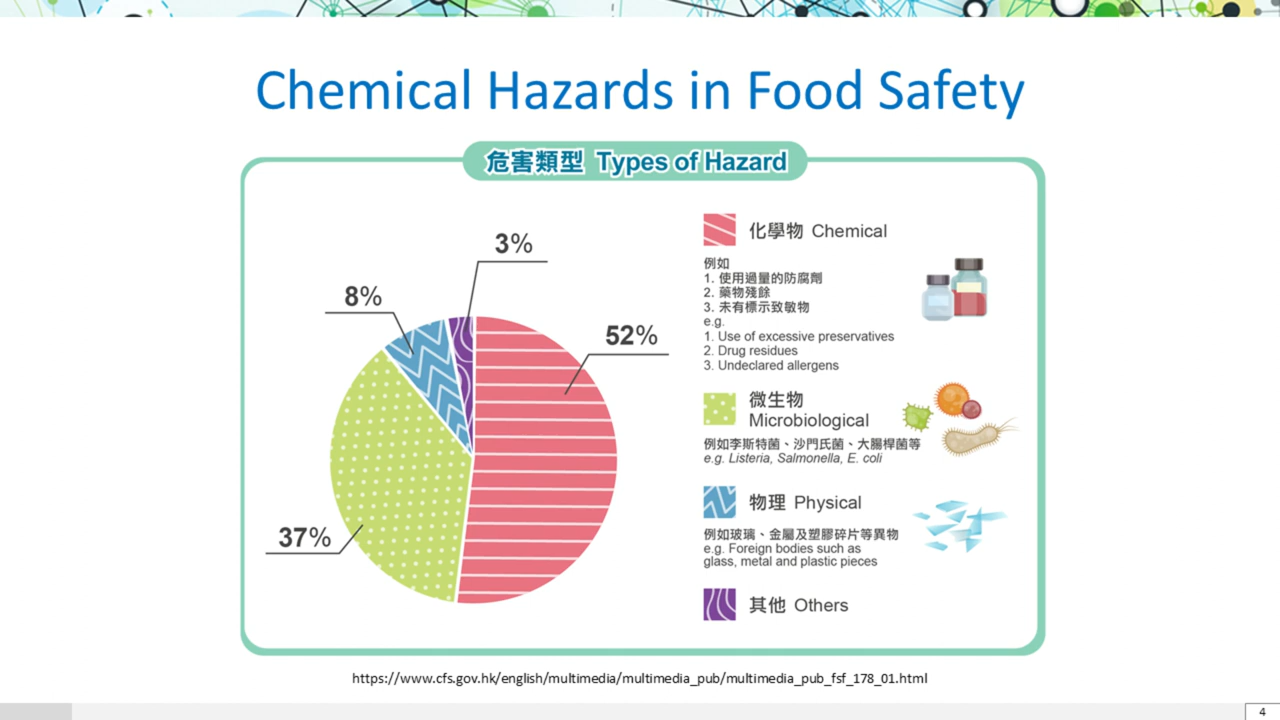 Chemical Hazards in Food Safety
危害類型 Types of Hazard
3%
8%
52%
37%
化學物 Chemical
例如
1. 使用過量的防腐劑
2. 藥物殘餘
3. 未有標示致敏物
e.g.
1. Use of excessive preservatives
2. Drug residues
3. Undeclared allergens
微生物
Microbiological
例如李斯特菌、沙門氏菌、大腸桿菌等
e.g. Listeria, Salmonella, E. coli
物理 Physical
例如玻璃、金屬及塑膠碎片等異物
e.g. Foreign bodies such as
glass, metal and plastic pieces
其他 Others
https://www.cfs.gov.hk/english/multimedia/multimedia_pub/multimedia_pub_fsf_178_01.html
4